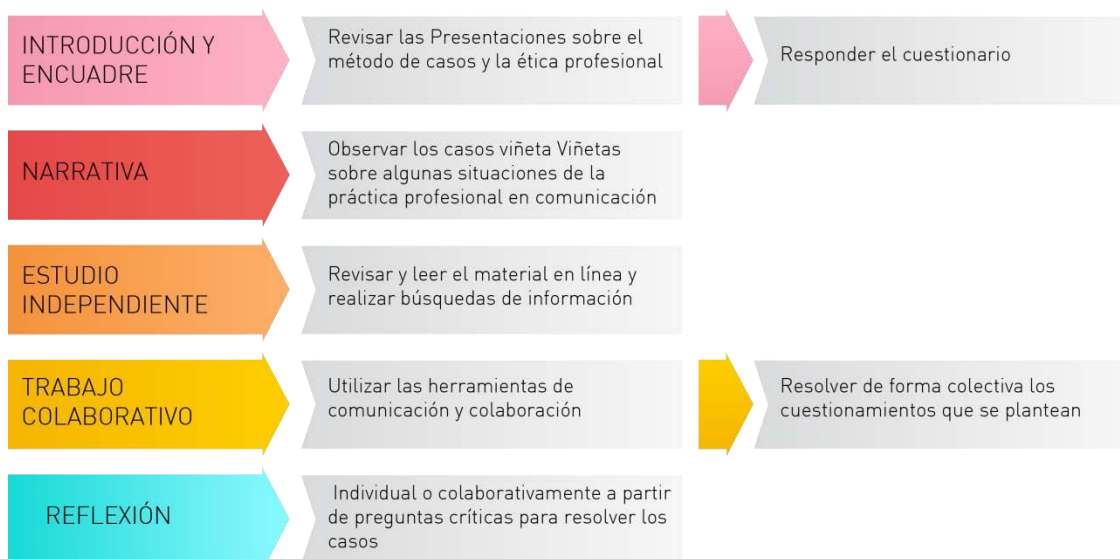 INTRODUCCIÓN Y
ENCUADRE
Revisar las Presentaciones sobre el
método de casos y la ética profesional
Responder el cuestionario
NARRATIVA
Observar los casos viñeta Viñetas
sobre algunas situaciones de la
práctica profesional en comunicación
ESTUDIO
INDEPENDIENTE
Revisar y leer el material en línea y
realizar búsquedas de información
TRABAJO
COLABORATIVO
Utilizar las herramientas de
comunicación y colaboración
Resolver de forma colectiva los
cuestionamientos que se plantean
REFLEXIÓN
Individual o colaborativamente a partir
de preguntas críticas para resolver los
casos